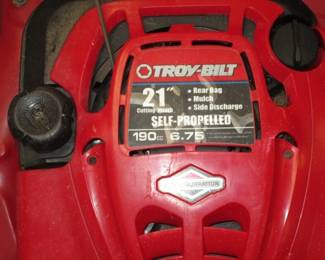 TROY-BILT
21"
Cutting Width
• Rear Bag
• Mulch
• Side Discharge
SELF-PROPELLED
190cc 6.75